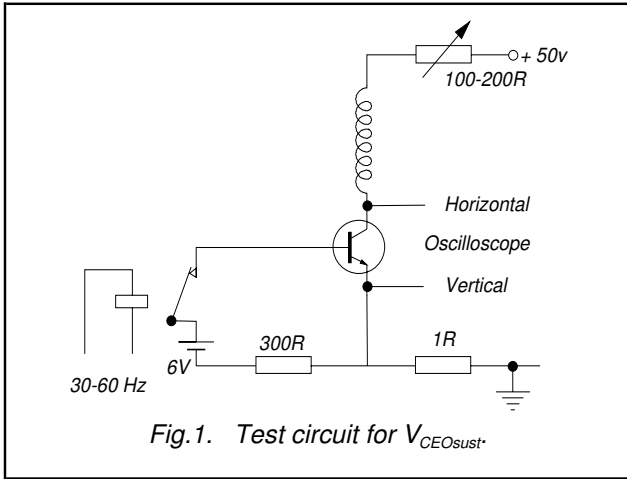 + 50v
100-200R
Horizontal
Oscilloscope
Vertical
300R
1R
6V
30-60 Hz
Fig.1. Test circuit for VCEOsust.